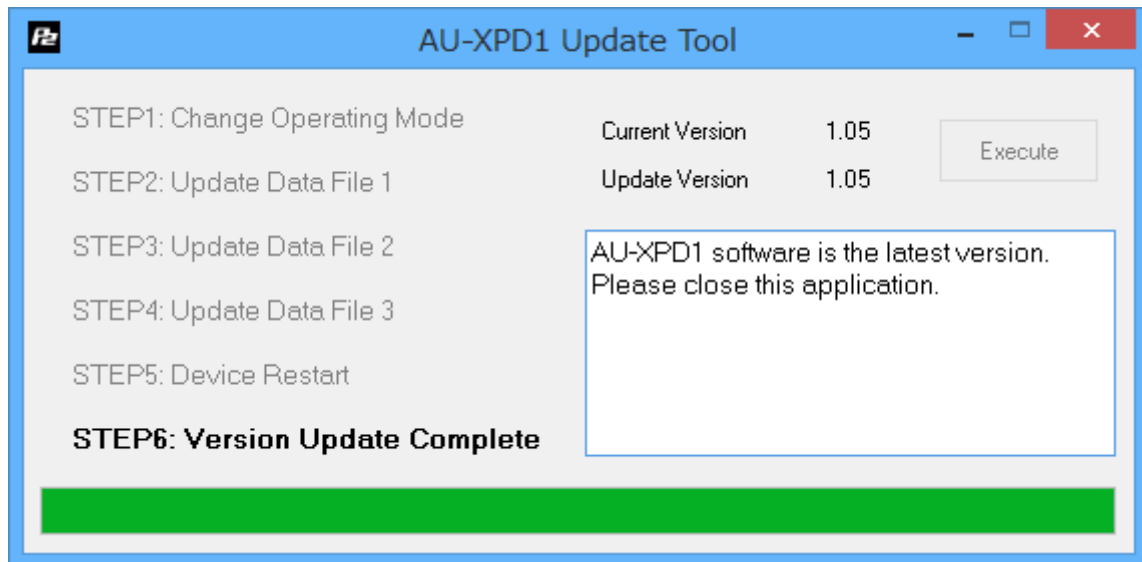 P2
AU-XPD1 Update Tool
STEP1: Change Operating Mode
STEP2: Update Data File 1
STEP3: Update Data File 2
STEP4: Update Data File 3
STEP5: Device Restart
STEP6: Version Update Complete
Current Version 1.05
Update Version 1.05
Execute
AU-XPD1 software is the latest version.
Please close this application.